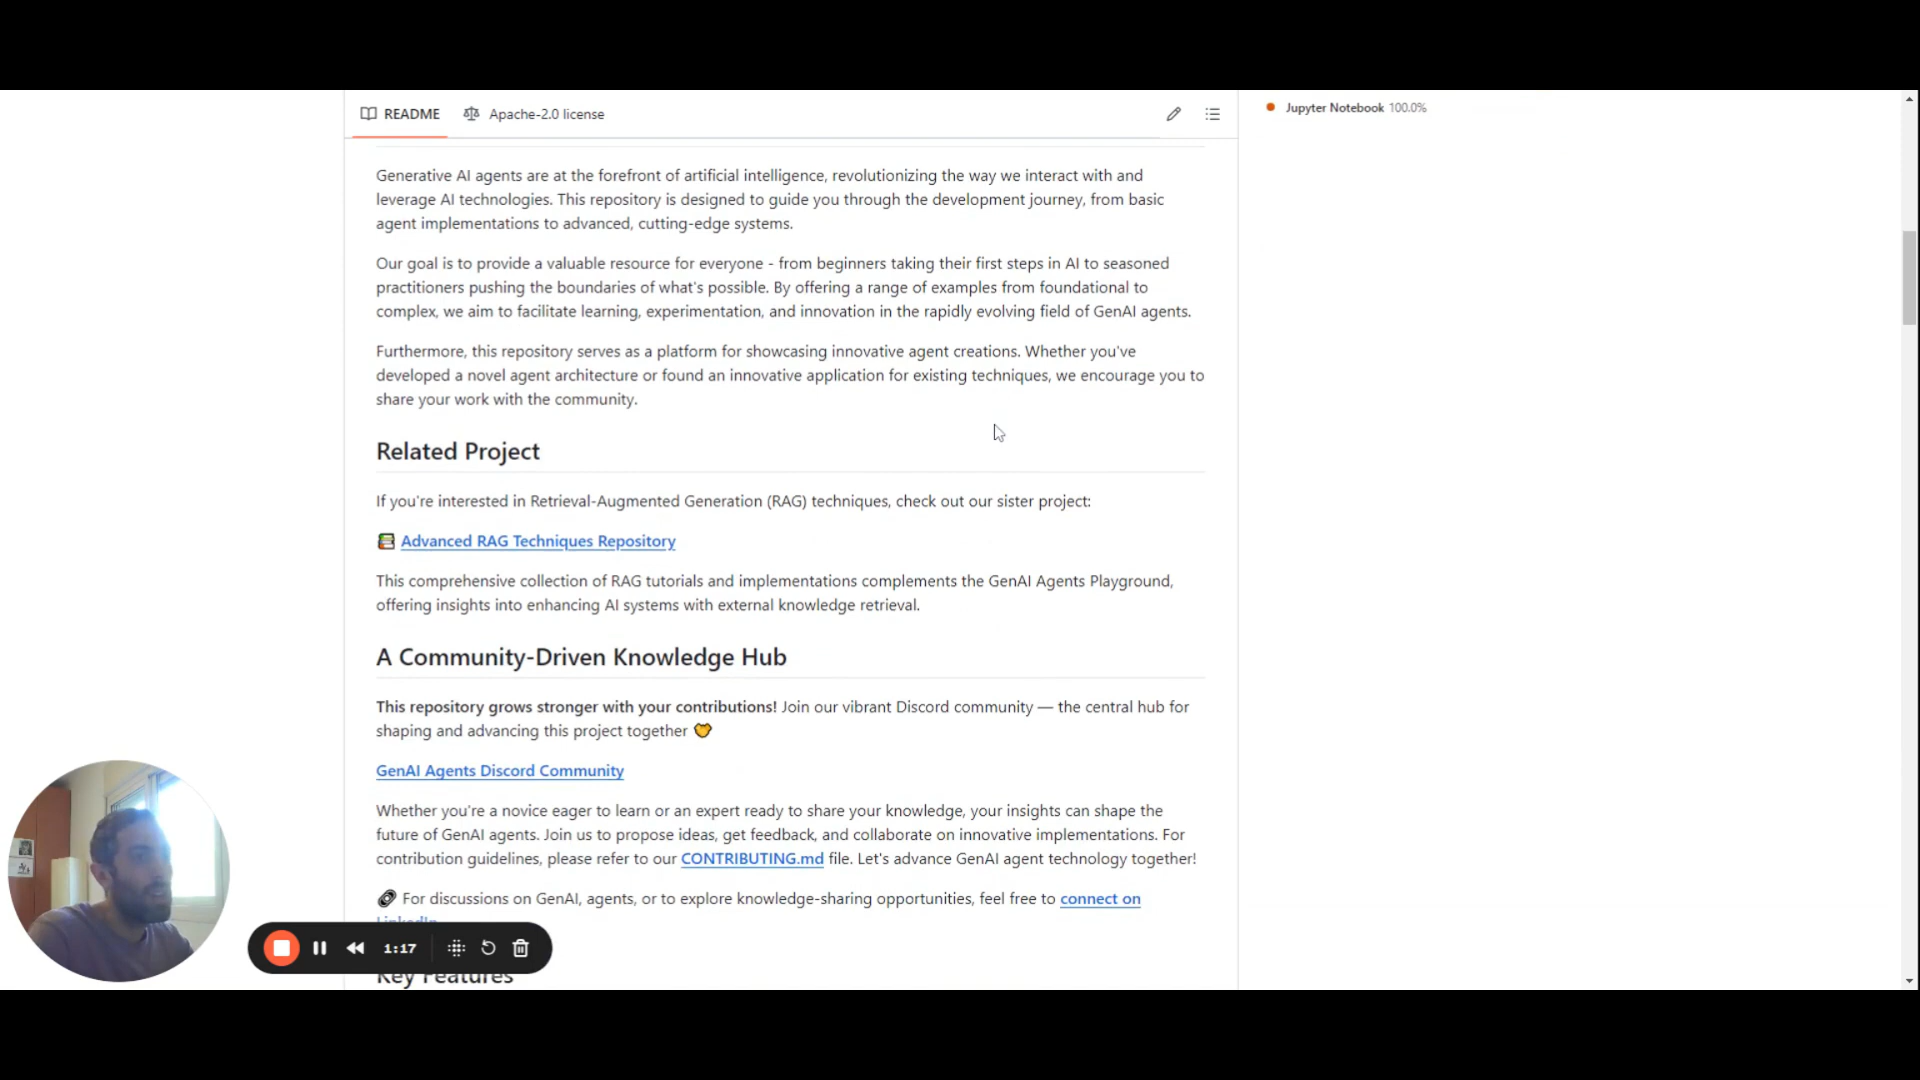 README
Apache-2.0 license
Jupyter Notebook 100.0%
Generative AI agents are at the forefront of artificial intelligence, revolutionizing the way we interact with and
leverage AI technologies. This repository is designed to guide you through the development journey, from basic
agent implementations to advanced, cutting-edge systems.
Our goal is to provide a valuable resource for everyone - from beginners taking their first steps in AI to seasoned
practitioners pushing the boundaries of what's possible. By offering a range of examples from foundational to
complex, we aim to facilitate learning, experimentation, and innovation in the rapidly evolving field of GenAI agents.
Furthermore, this repository serves as a platform for showcasing innovative agent creations. Whether you've
developed a novel agent architecture or found an innovative application for existing techniques, we encourage you to
share your work with the community.
Related Project
If you're interested in Retrieval-Augmented Generation (RAG) techniques, check out our sister project:
Advanced RAG Techniques Repository
This comprehensive collection of RAG tutorials and implementations complements the GenAI Agents Playground,
offering insights into enhancing AI systems with external knowledge retrieval.
A Community-Driven Knowledge Hub
This repository grows stronger with your contributions! Join our vibrant Discord community — the central hub for
shaping and advancing this project together
GenAI Agents Discord Community
Whether you're a novice eager to learn or an expert ready to share your knowledge, your insights can shape the
future of GenAI agents. Join us to propose ideas, get feedback, and collaborate on innovative implementations. For
contribution guidelines, please refer to our CONTRIBUTING.md file. Let's advance GenAI agent technology together!
For discussions on GenAI, agents, or to explore knowledge-sharing opportunities, feel free to connect on
LinkedIn
1:17
Key Features